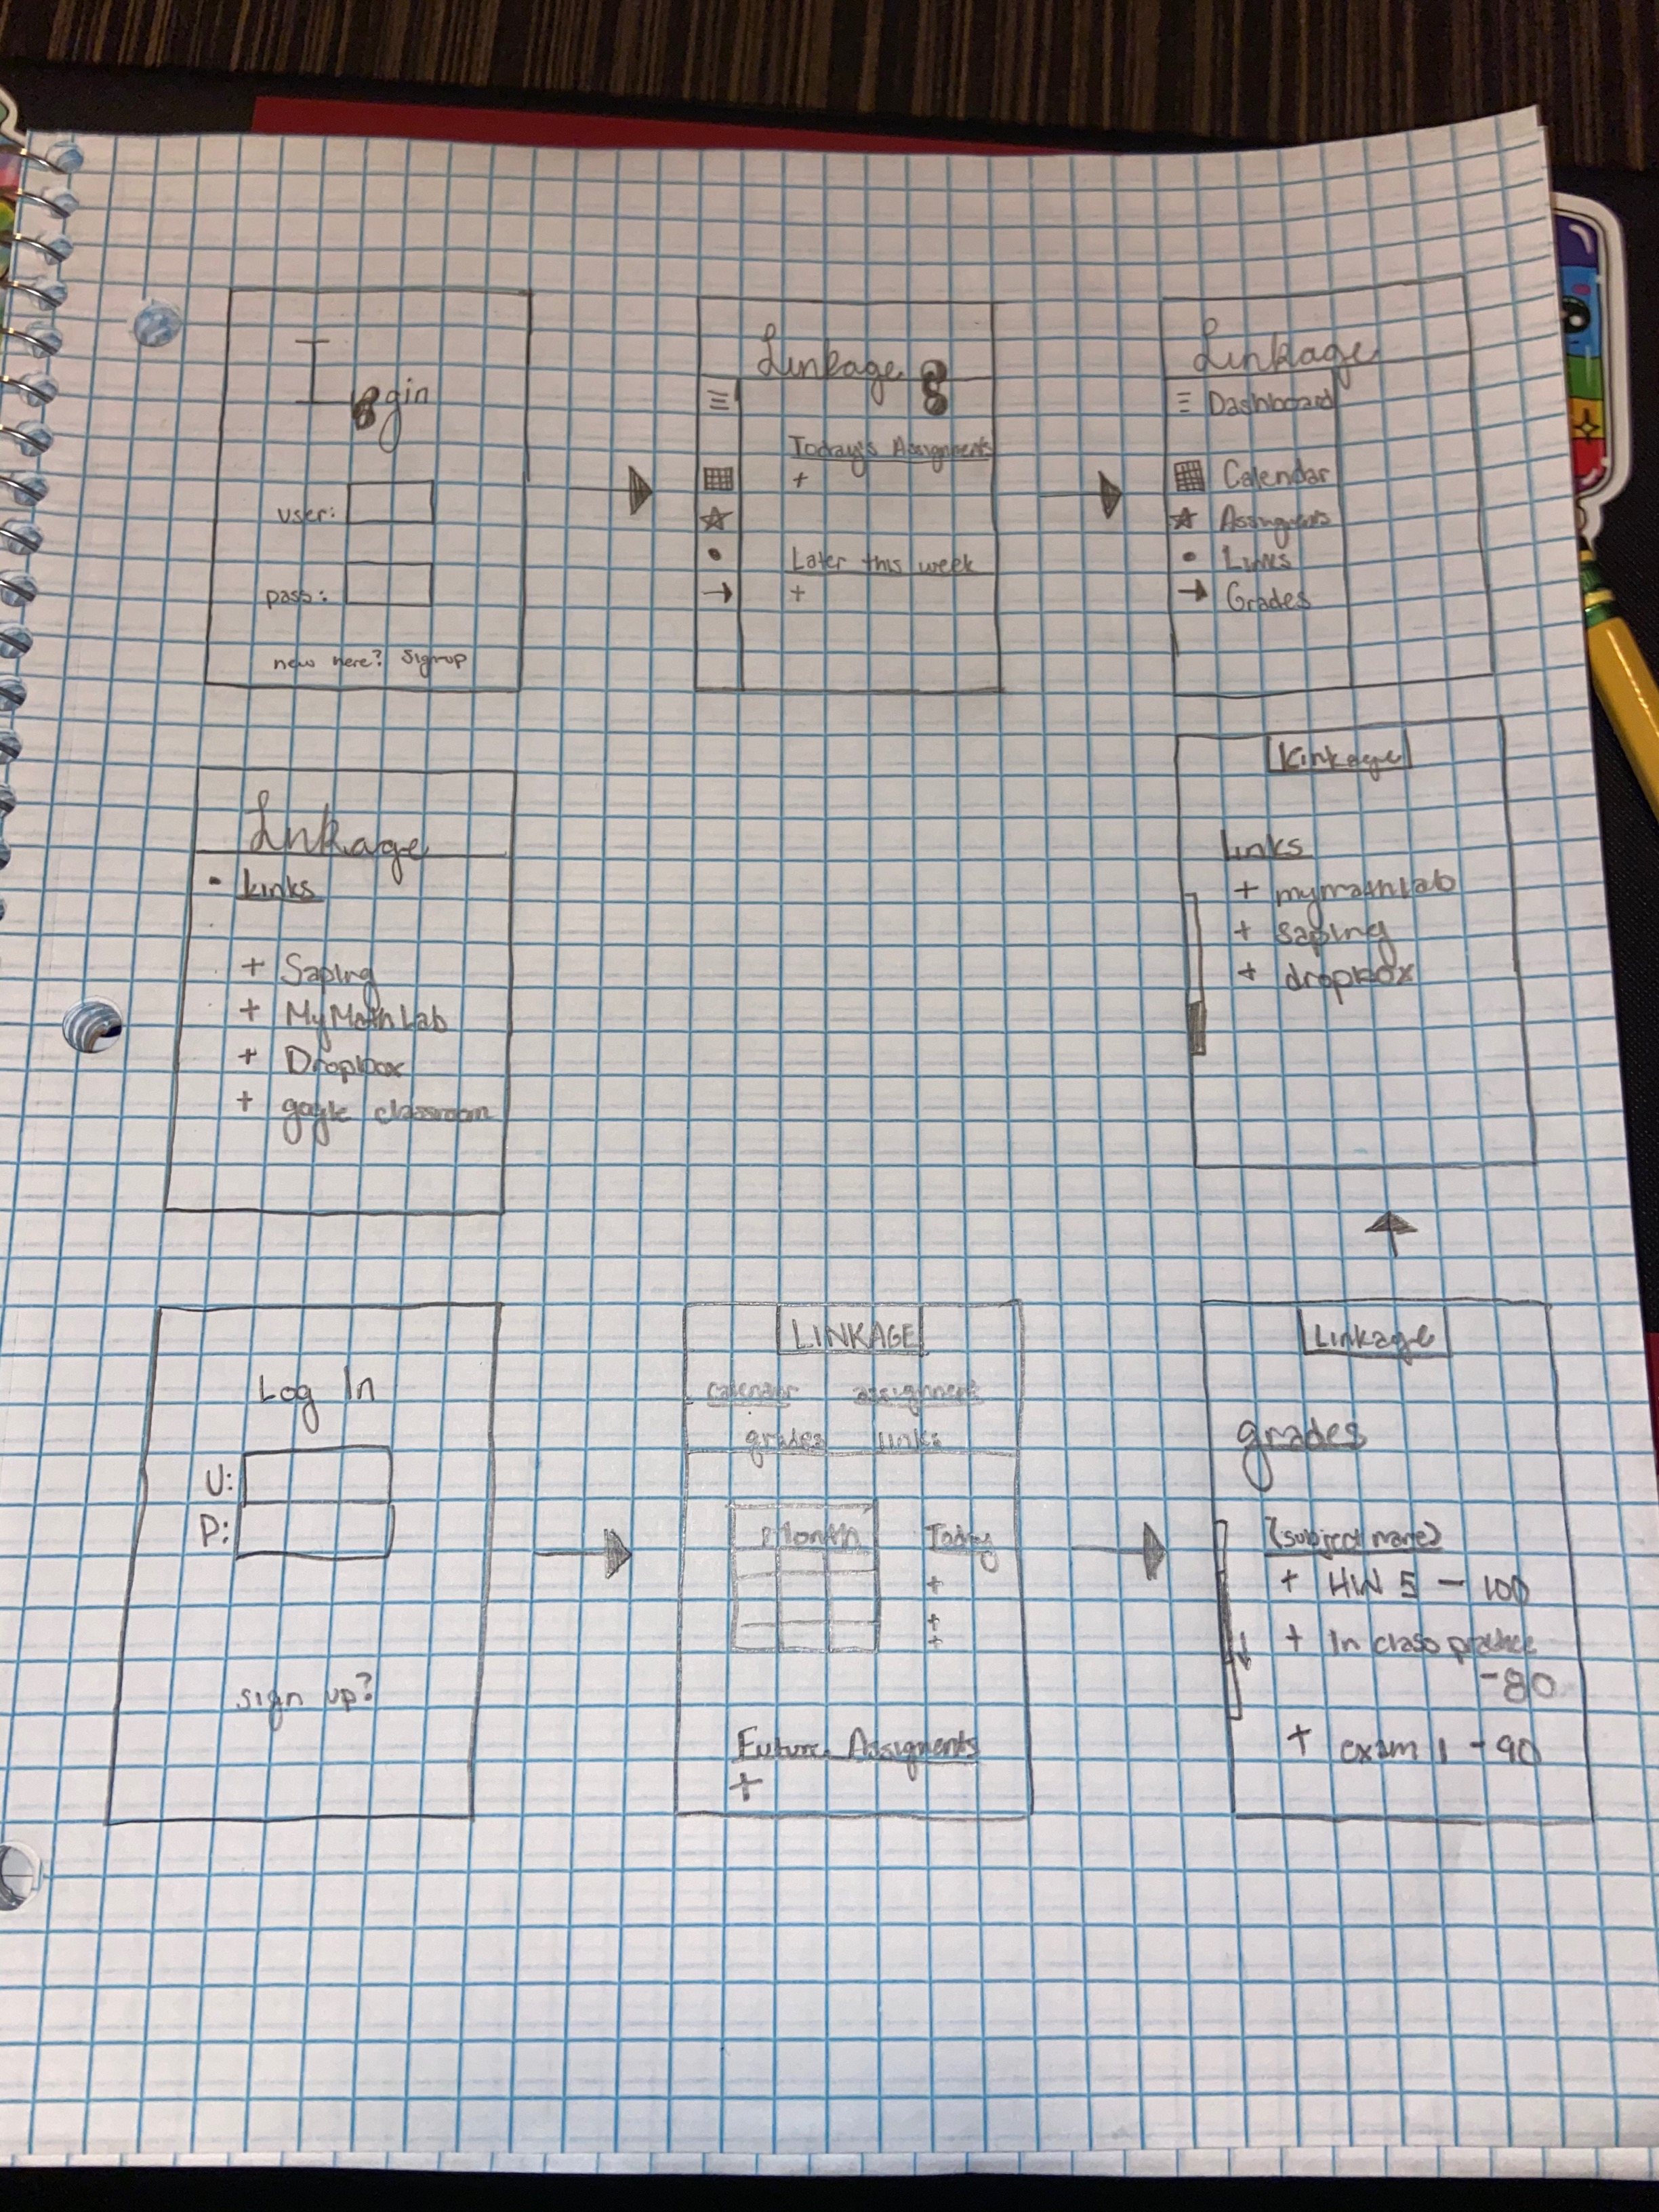 Login
user:
pass:
new here? Signup
Linkage
Today's Assignments
+
Later this week
+
Linkage
Dashboard
Calendar
Assingments
Links
Grades
Linkage
• Links
+ Sapling
+ MyMathLab
+ Dropbox
+ google classroom
Linkage
Links
+ mymathlab
+ sapling
+ dropbox
Log In
U:
P:
sign up?
LINKAGE
calendar assignment
grades links
Month Today
+
+
+
Future Assigments
+
Linkage
grades
(subject name)
+ HW 5 - 100
+ In class practice
- 80
+ exam 1 - 90